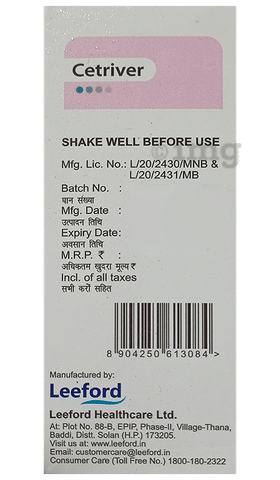 Cetriver
SHAKE WELL BEFORE USE
Mfg. Lic. No.: L/20/2430/MNB &
L/20/2431/MB
Batch No. :
घान संख्या
Mfg. Date :
उत्पादन तिथि
Expiry Date:
अवसान तिथि
M.R.P. ₹ :
अधिकतम खुदरा मूल्य ₹
Incl. of all taxes
सभी करों सहित
8 904250 613084 >
Manufactured by:
Leeford
Leeford Healthcare Ltd.
At: Plot No. 88-B, EPIP, Phase-II, Village-Thana,
Baddi, Distt. Solan (H.P.) 173205.
Visit us at: www.leeford.in
Email: customercare@leeford.in
Consumer Care (Toll Free No.) 1800-180-2322